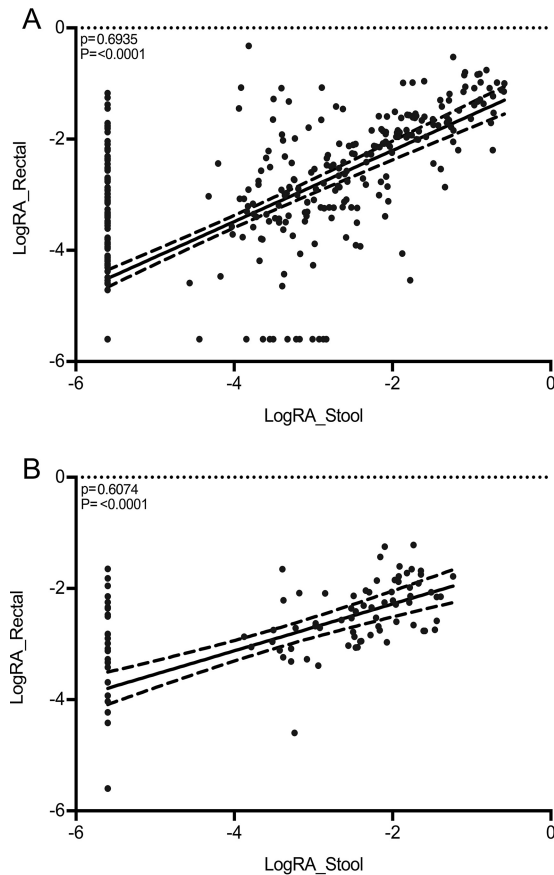 A
0
p=0.6935
P=<0.0001
-2
LogRA_Rectal
-4
-6
-6
-4
-2
0
LogRA_Stool
B
0
p=0.6074
P=<0.0001
-2
LogRA_Rectal
-4
-6
-6
-4
-2
0
LogRA_Stool